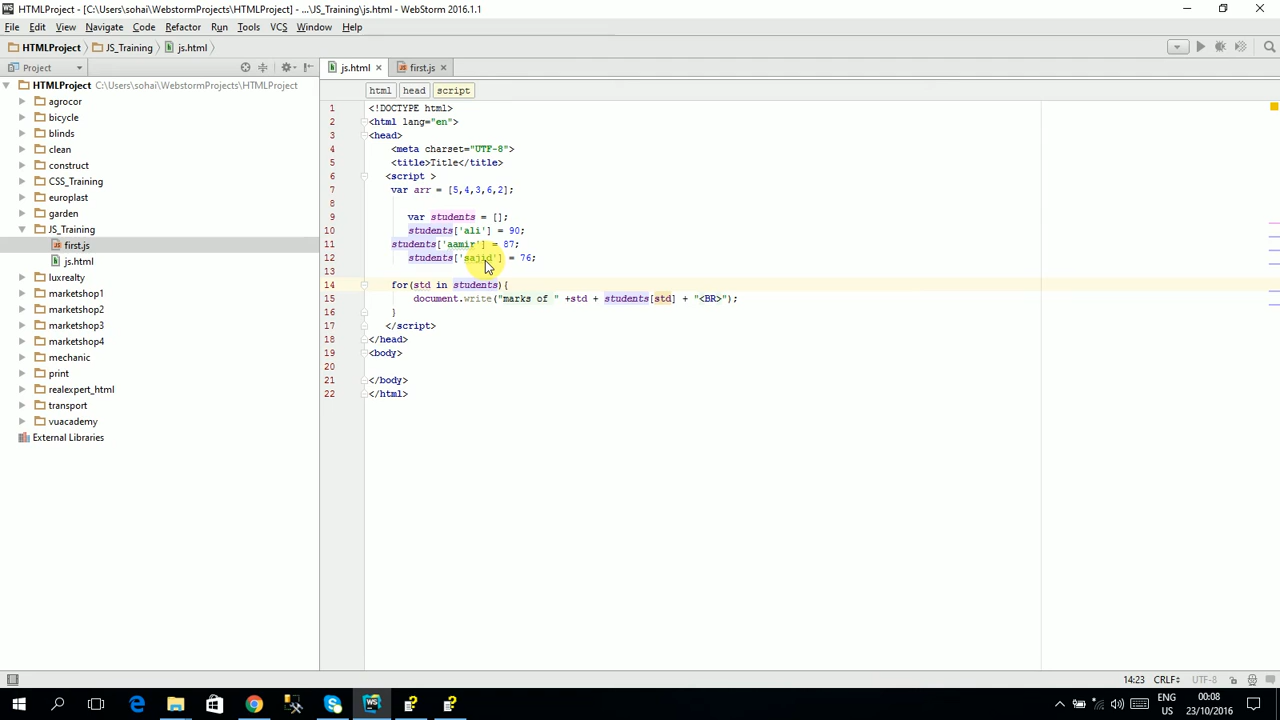 HTMLProject - [C:\Users\sohai\WebstormProjects\HTMLProject] - ...\JS_Training\js.html - WebStorm 2016.1.1
File Edit View Navigate Code Refactor Run Tools VCS Window Help
HTMLProject JS_Training js.html
Project
js.html first.js
HTMLProject C:\Users\sohai\WebstormProjects\HTMLProject
agrocor
bicycle
blinds
clean
construct
CSS_Training
europlast
garden
JS_Training
first.js
js.html
luxrealty
marketshop1
marketshop2
marketshop3
marketshop4
mechanic
print
realexpert_html
transport
vuacademy
External Libraries
html head script
1 <!DOCTYPE html>
2 <html lang="en">
3 <head>
4 <meta charset="UTF-8">
5 <title>Title</title>
6 <script >
7 var arr = [5,4,3,6,2];
8
9 var students = [];
10 students['ali'] = 90;
11 students['aamir'] = 87;
12 students['sajid'] = 76;
13
14 for(std in students){
15 document.write("marks of " +std + students[std] + "<BR>");
16 }
17 </script>
18 </head>
19 <body>
20
21 </body>
22 </html>
14:23 CRLF UTF-8
ENG 00:08
US 23/10/2016